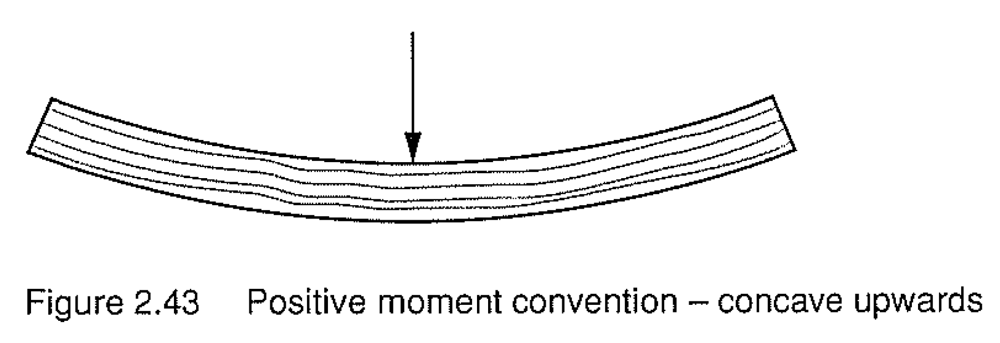 Figure 2.43 Positive moment convention – concave upwards